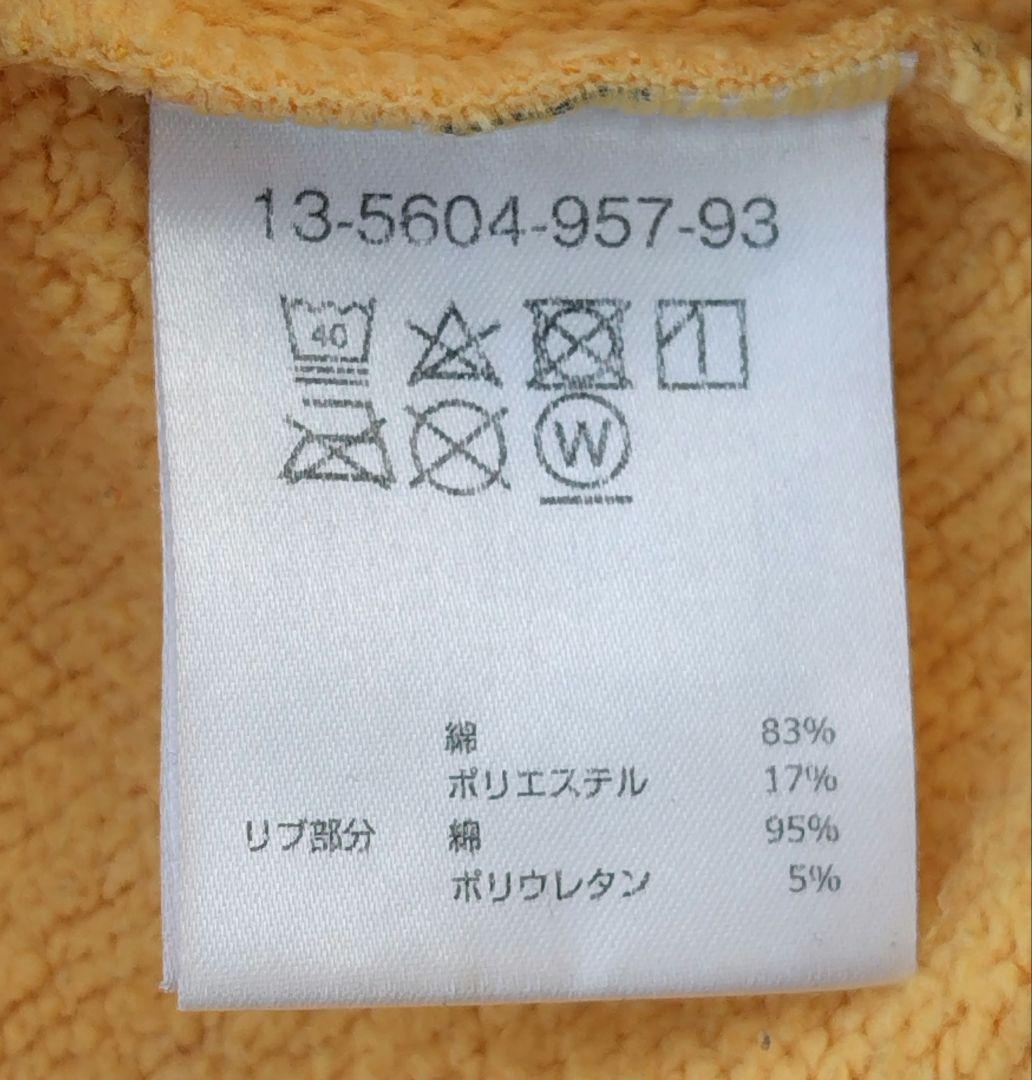 13-5604-957-93
40
W
綿 83%
ポリエステル 17%
リブ部分 綿 95%
ポリウレタン 5%